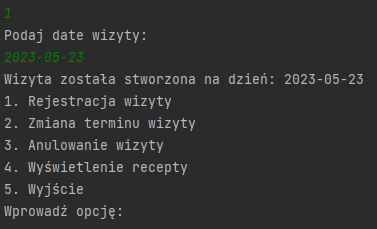 1
Podaj date wizyty:
2023-05-23
Wizyta została stworzona na dzień: 2023-05-23
1. Rejestracja wizyty
2. Zmiana terminu wizyty
3. Anulowanie wizyty
4. Wyświetlenie recepty
5. Wyjście
Wprowadź opcję: